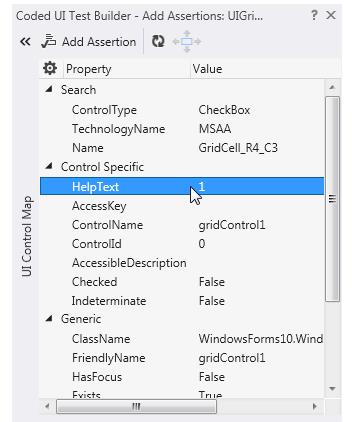 Coded UI Test Builder - Add Assertions: UIGri... ? ×
Add Assertion
Property Value
Search
ControlType CheckBox
TechnologyName MSAA
Name GridCell_R4_C3
Control Specific
HelpText 1
AccessKey
ControlName gridControl1
ControlId 0
AccessibleDescription
Checked False
Indeterminate False
Generic
ClassName WindowsForms10.Wind
FriendlyName gridControl1
HasFocus False
Exists True
UI Control Map